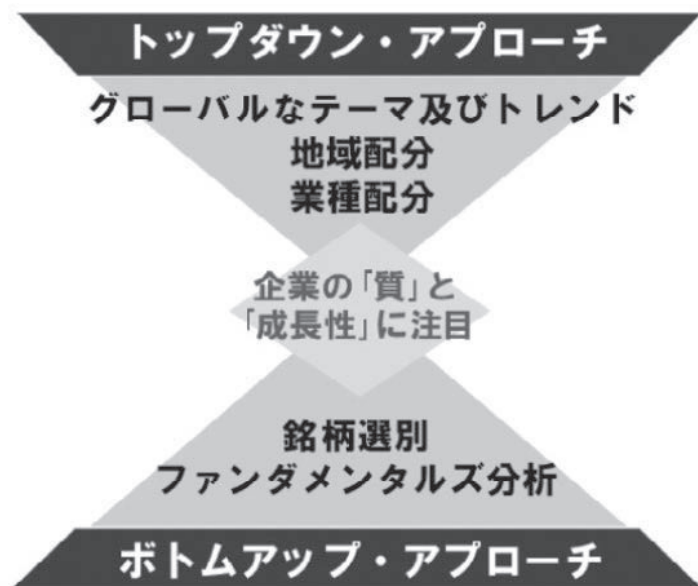 トップダウン・アプローチ
グローバルなテーマ及びトレンド
地域配分
業種配分
企業の「質」と
「成長性」に注目
銘柄選別
ファンダメンタルズ分析
ボトムアップ・アプローチ